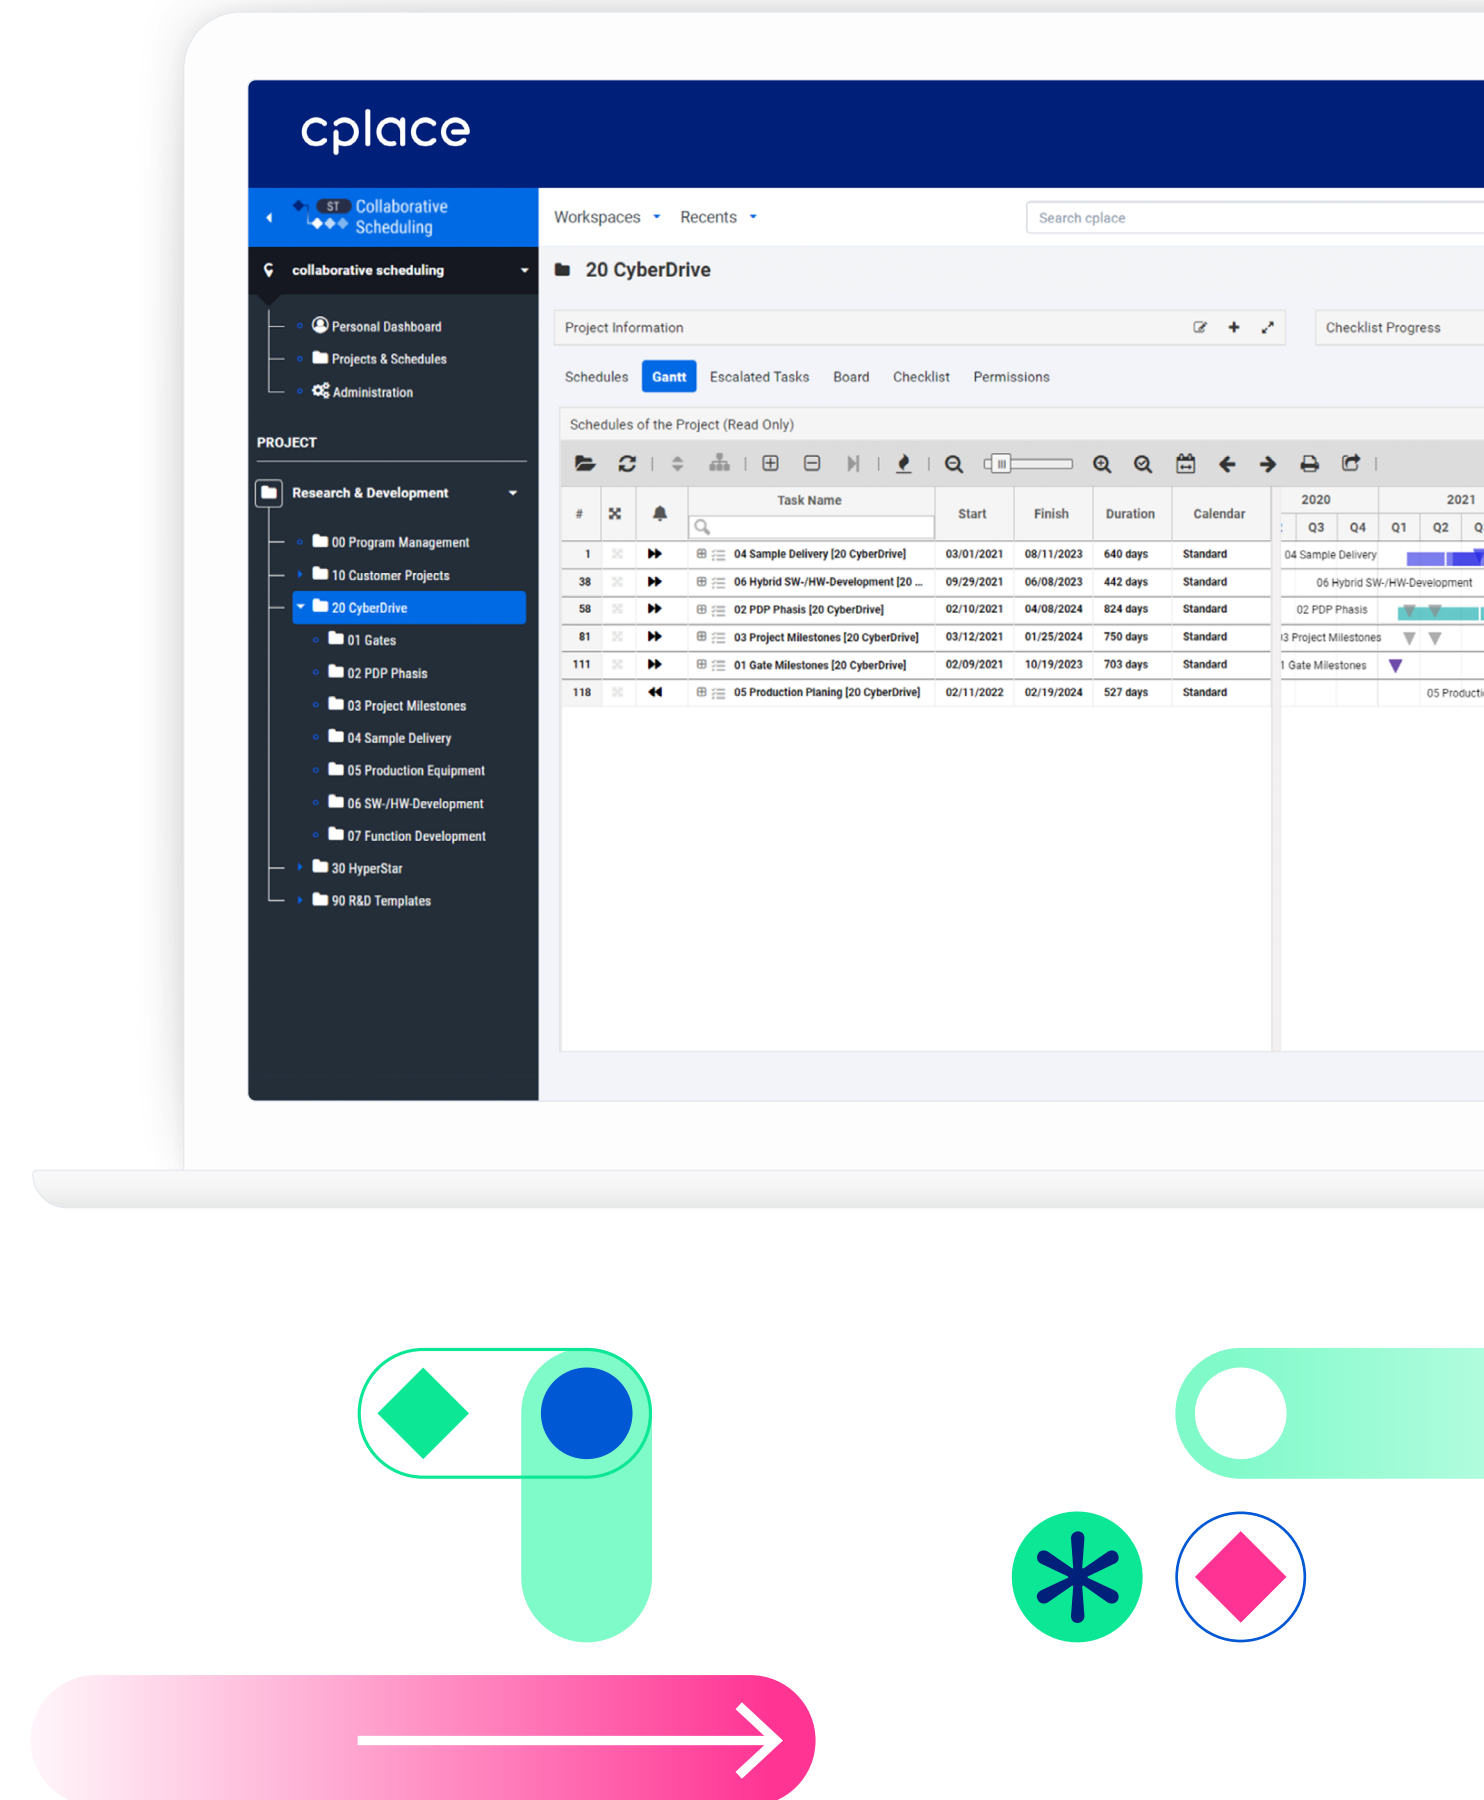 cplace
ST Collaborative
Scheduling
Workspaces Recents Search cplace
collaborative scheduling
20 CyberDrive
Personal Dashboard
Projects & Schedules
Administration
Project Information
Checklist Progress
Schedules Gantt Escalated Tasks Board Checklist Permissions
PROJECT
Schedules of the Project (Read Only)
Research & Development
00 Program Management
10 Customer Projects
20 CyberDrive
01 Gates
02 PDP Phasis
03 Project Milestones
04 Sample Delivery
05 Production Equipment
06 SW-/HW-Development
07 Function Development
30 HyperStar
90 R&D Templates
# Task Name Start Finish Duration Calendar
2020 2021
Q3 Q4 Q1 Q2
1 04 Sample Delivery [20 CyberDrive] 03/01/2021 08/11/2023 640 days Standard 04 Sample Delivery
38 06 Hybrid SW-/HW-Development [20 ... 09/29/2021 06/08/2023 442 days Standard 06 Hybrid SW-/HW-Development
58 02 PDP Phasis [20 CyberDrive] 02/10/2021 04/08/2024 824 days Standard 02 PDP Phasis
81 03 Project Milestones [20 CyberDrive] 03/12/2021 01/25/2024 750 days Standard 3 Project Milestones
111 01 Gate Milestones [20 CyberDrive] 02/09/2021 10/19/2023 703 days Standard 1 Gate Milestones
118 05 Production Planing [20 CyberDrive] 02/11/2022 02/19/2024 527 days Standard 05 Producti